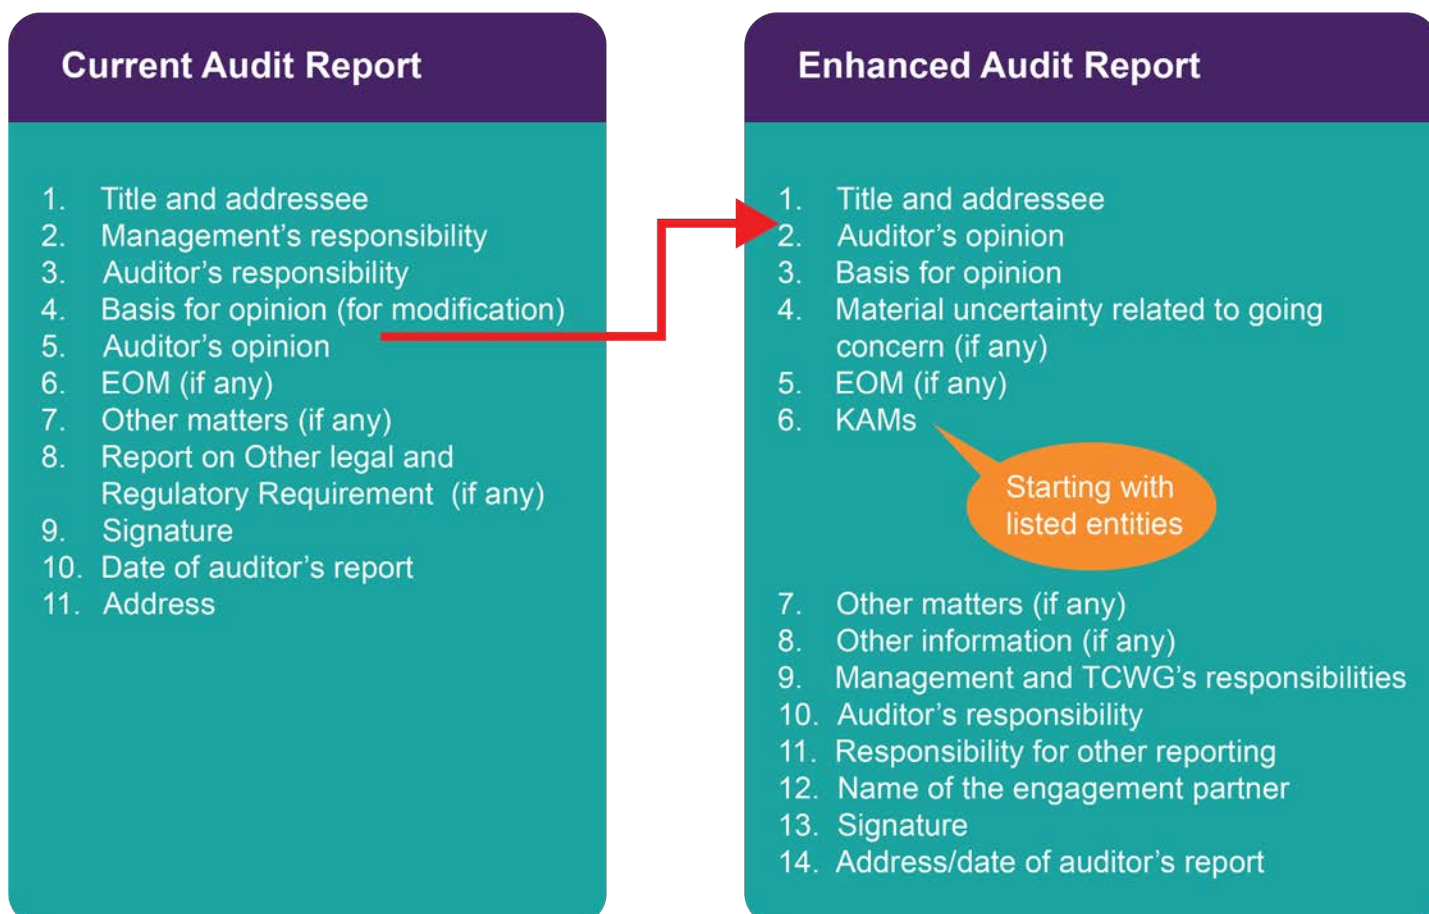 Current Audit Report
1. Title and addressee
2. Management's responsibility
3. Auditor's responsibility
4. Basis for opinion (for modification)
5. Auditor's opinion
6. EOM (if any)
7. Other matters (if any)
8. Report on Other legal and
Regulatory Requirement (if any)
9. Signature
10. Date of auditor's report
11. Address
Enhanced Audit Report
1. Title and addressee
2. Auditor's opinion
3. Basis for opinion
4. Material uncertainty related to going
concern (if any)
5. EOM (if any)
6. KAMs
Starting with
listed entities
7. Other matters (if any)
8. Other information (if any)
9. Management and TCWG's responsibilities
10. Auditor's responsibility
11. Responsibility for other reporting
12. Name of the engagement partner
13. Signature
14. Address/date of auditor's report